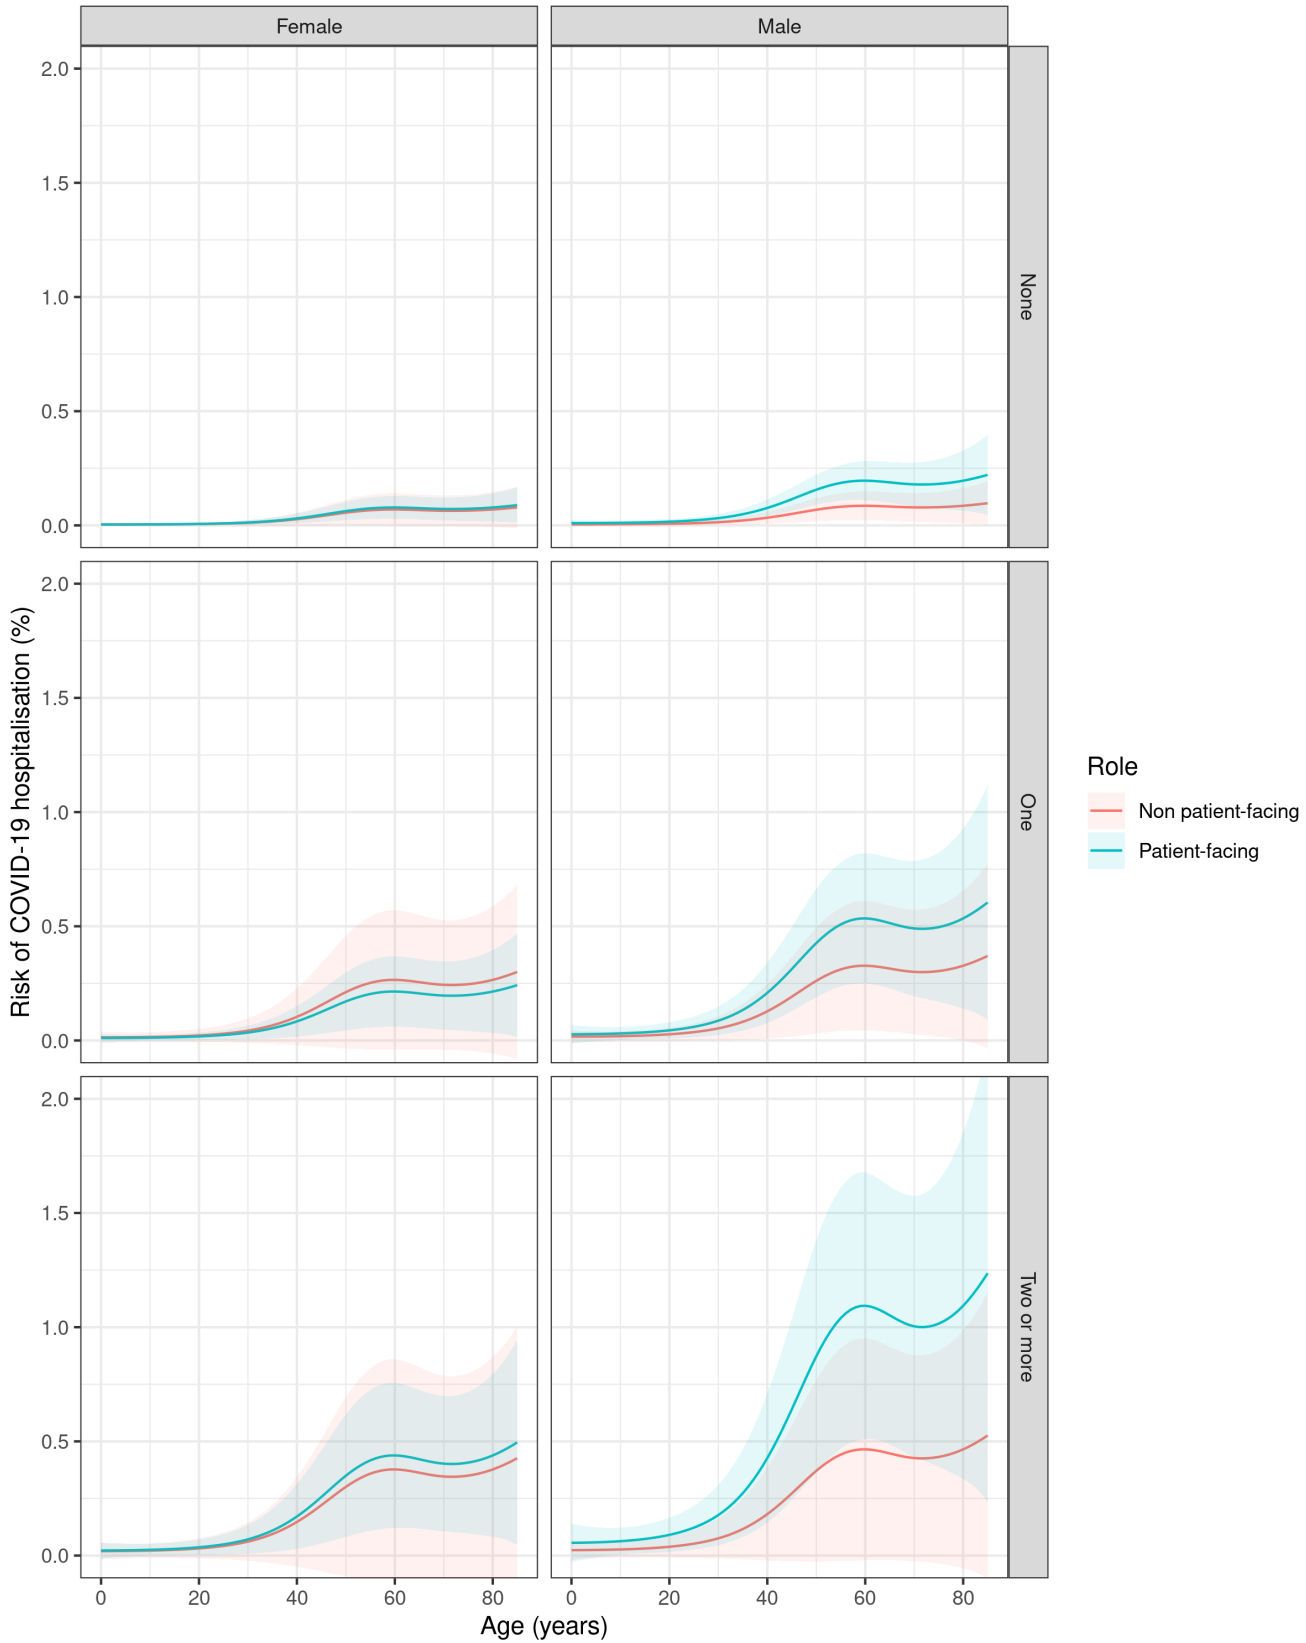 Female
Male
2.0
1.5
1.0
0.5
0.0
None
2.0
1.5
1.0
0.5
0.0
One
2.0
1.5
1.0
0.5
0.0
Two or more
0 20 40 60 80
0 20 40 60 80
Age (years)
Risk of COVID-19 hospitalisation (%)
Role
Non patient-facing
Patient-facing